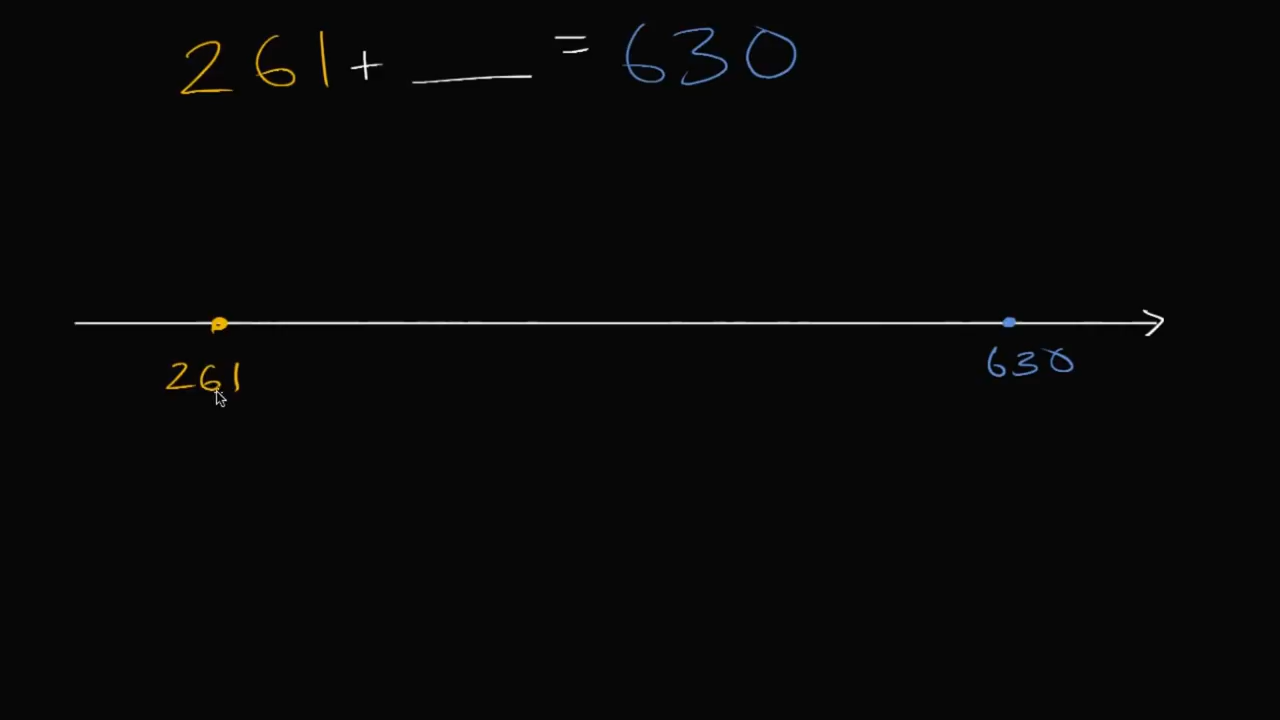 261 + ___ = 630
261 630